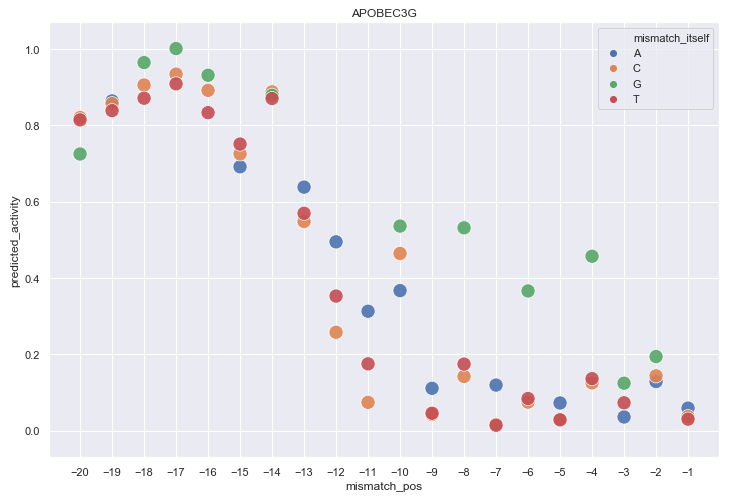 APOBEC3G
mismatch_itself
A
C
G
T
predicted_activity
1.0
0.8
0.6
0.4
0.2
0.0
−20 −19 −18 −17 −16 −15 −14 −13 −12 −11 −10 −9 −8 −7 −6 −5 −4 −3 −2 −1
mismatch_pos